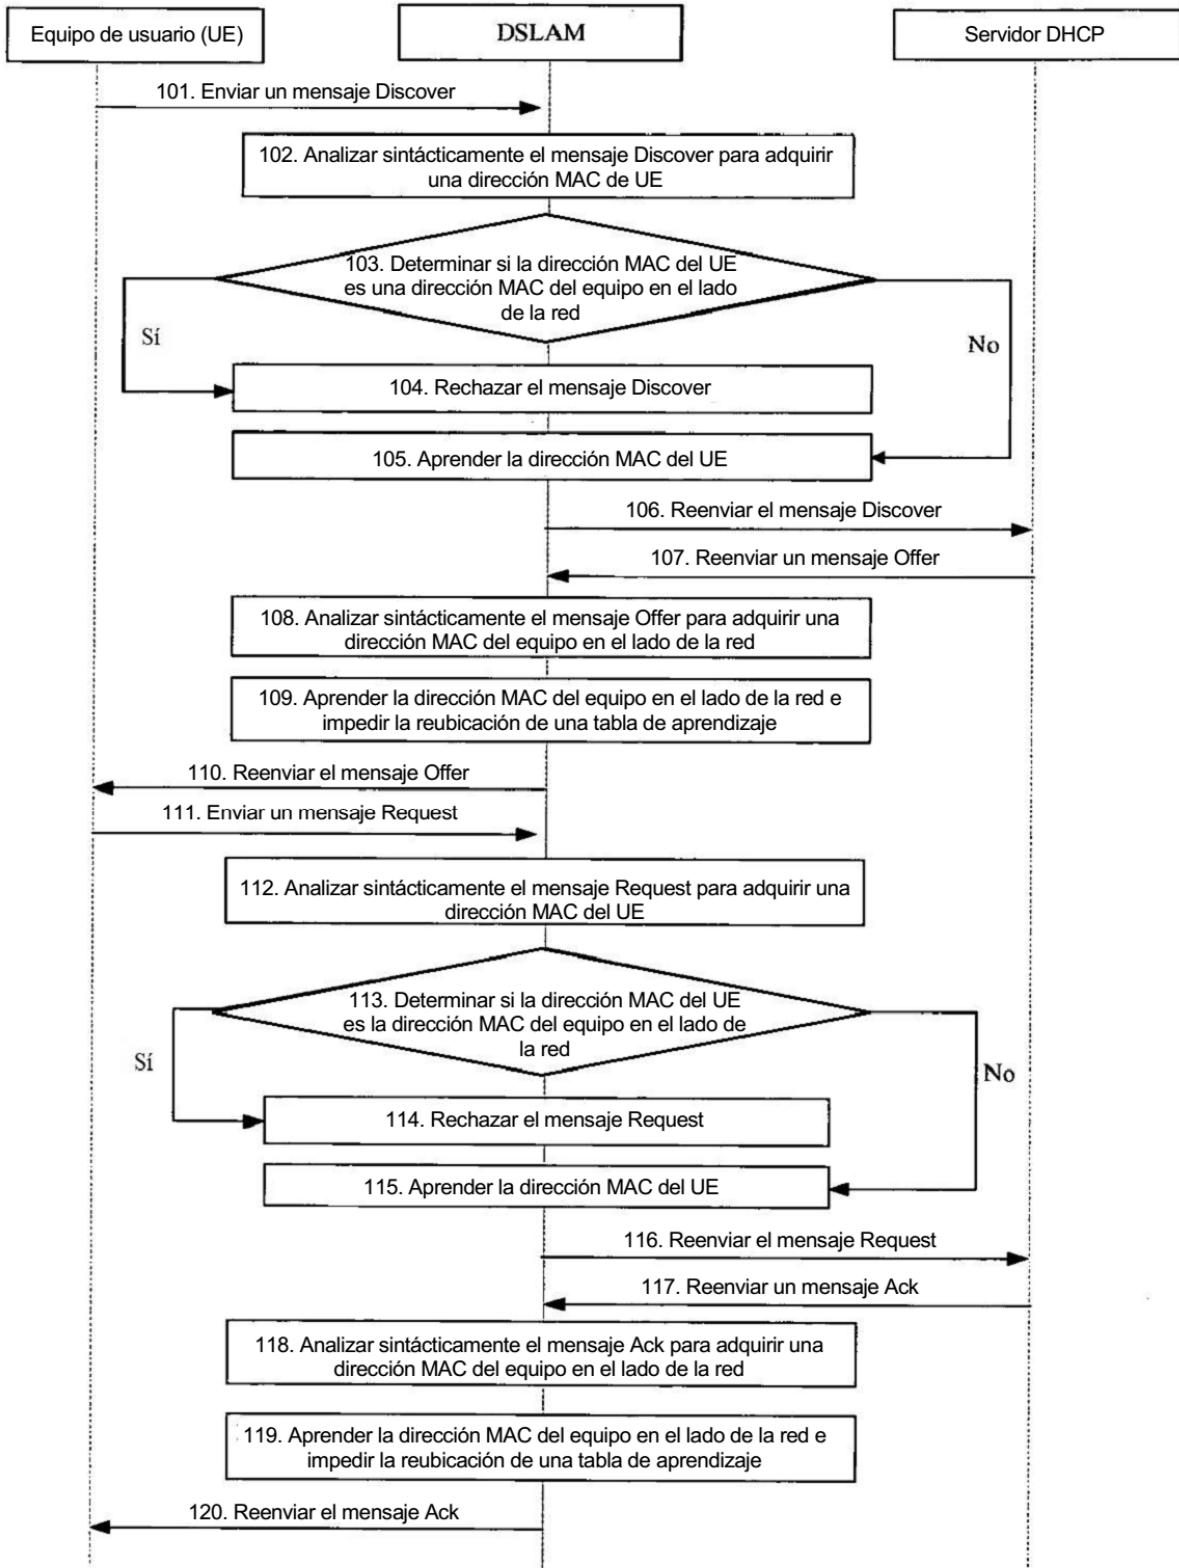 Equipo de usuario (UE)
DSLAM
Servidor DHCP
101. Enviar un mensaje Discover
102. Analizar sintácticamente el mensaje Discover para adquirir
una dirección MAC de UE
103. Determinar si la dirección MAC del UE
es una dirección MAC del equipo en el lado
de la red
Sí
No
104. Rechazar el mensaje Discover
105. Aprender la dirección MAC del UE
106. Reenviar el mensaje Discover
107. Reenviar un mensaje Offer
108. Analizar sintácticamente el mensaje Offer para adquirir una
dirección MAC del equipo en el lado de la red
109. Aprender la dirección MAC del equipo en el lado de la red e
impedir la reubicación de una tabla de aprendizaje
110. Reenviar el mensaje Offer
111. Enviar un mensaje Request
112. Analizar sintácticamente el mensaje Request para adquirir una
dirección MAC del UE
113. Determinar si la dirección MAC del UE
es la dirección MAC del equipo en el lado de
la red
Sí
No
114. Rechazar el mensaje Request
115. Aprender la dirección MAC del UE
116. Reenviar el mensaje Request
117. Reenviar un mensaje Ack
118. Analizar sintácticamente el mensaje Ack para adquirir una
dirección MAC del equipo en el lado de la red
119. Aprender la dirección MAC del equipo en el lado de la red e
impedir la reubicación de una tabla de aprendizaje
120. Reenviar el mensaje Ack